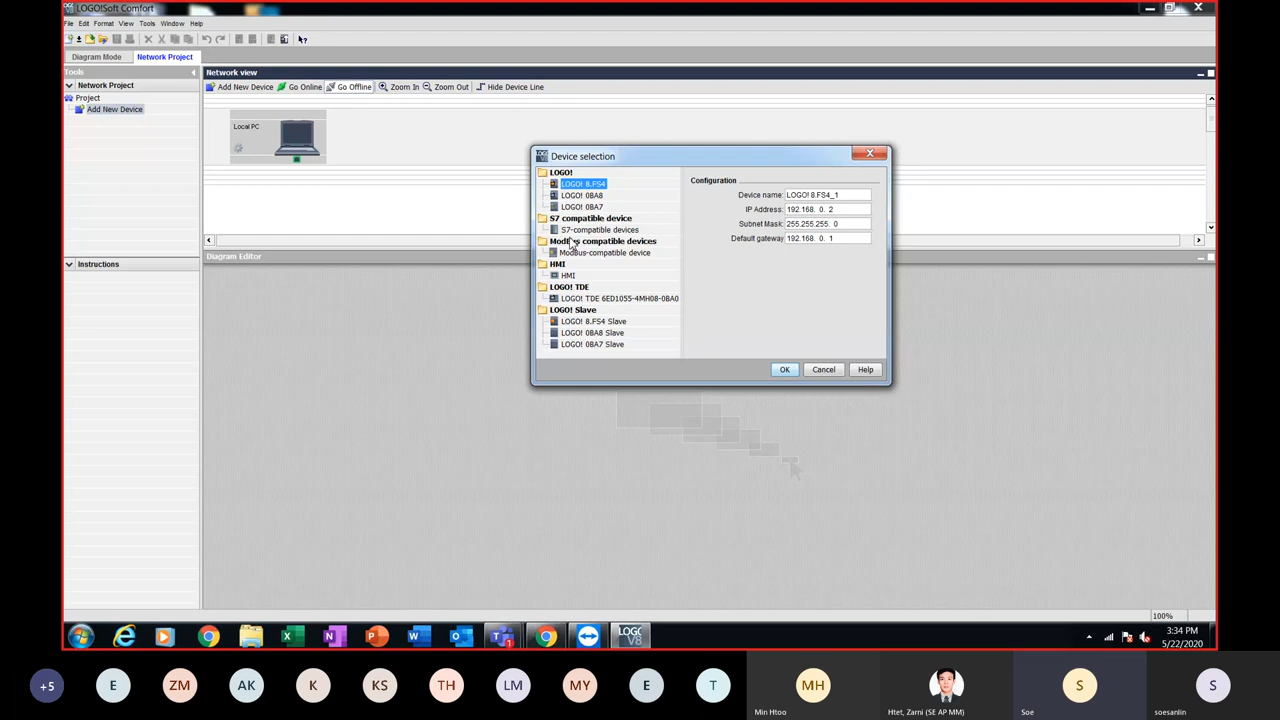 LOGO!Soft Comfort
File Edit Format View Tools Window Help
Diagram Mode Network Project
Tools
Network Project
Project
Add New Device
Instructions
Network view
Add New Device Go Online Go Offline Zoom In Zoom Out Hide Device Line
Local PC
Diagram Editor
Device selection
LOGO!
LOGO! 8.FS4
LOGO! 0BA8
LOGO! 0BA7
S7 compatible device
S7-compatible devices
Modbus compatible devices
Modbus-compatible device
HMI
HMI
LOGO! TDE
LOGO! TDE 6ED1055-4MH08-0BA0
LOGO! Slave
LOGO! 8.FS4 Slave
LOGO! 0BA8 Slave
LOGO! 0BA7 Slave
Configuration
Device name: LOGO! 8.FS4_1
IP Address: 192.168. 0. 2
Subnet Mask: 255.255.255. 0
Default gateway: 192.168. 0. 1
OK Cancel Help
100%
LOGO V8
3:34 PM
5/22/2020
+5 E ZM AK K KS TH LM MY E T MH S S
Min Htoo Htet, Zarni (SE AP MM) Soe soesanlin